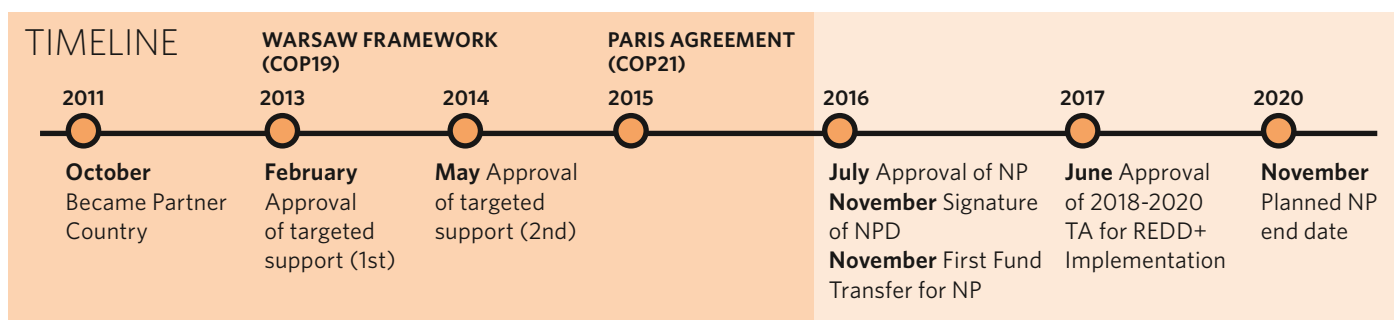 TIMELINE
WARSAW FRAMEWORK
(COP19)
PARIS AGREEMENT
(COP21)
2011
2013
2014
2015
2016
2017
2020
October
Became Partner
Country
February
Approval
of targeted
support (1st)
May Approval
of targeted
support (2nd)
July Approval of NP
November Signature
of NPD
November First Fund
Transfer for NP
June Approval
of 2018-2020
TA for REDD+
Implementation
November
Planned NP
end date